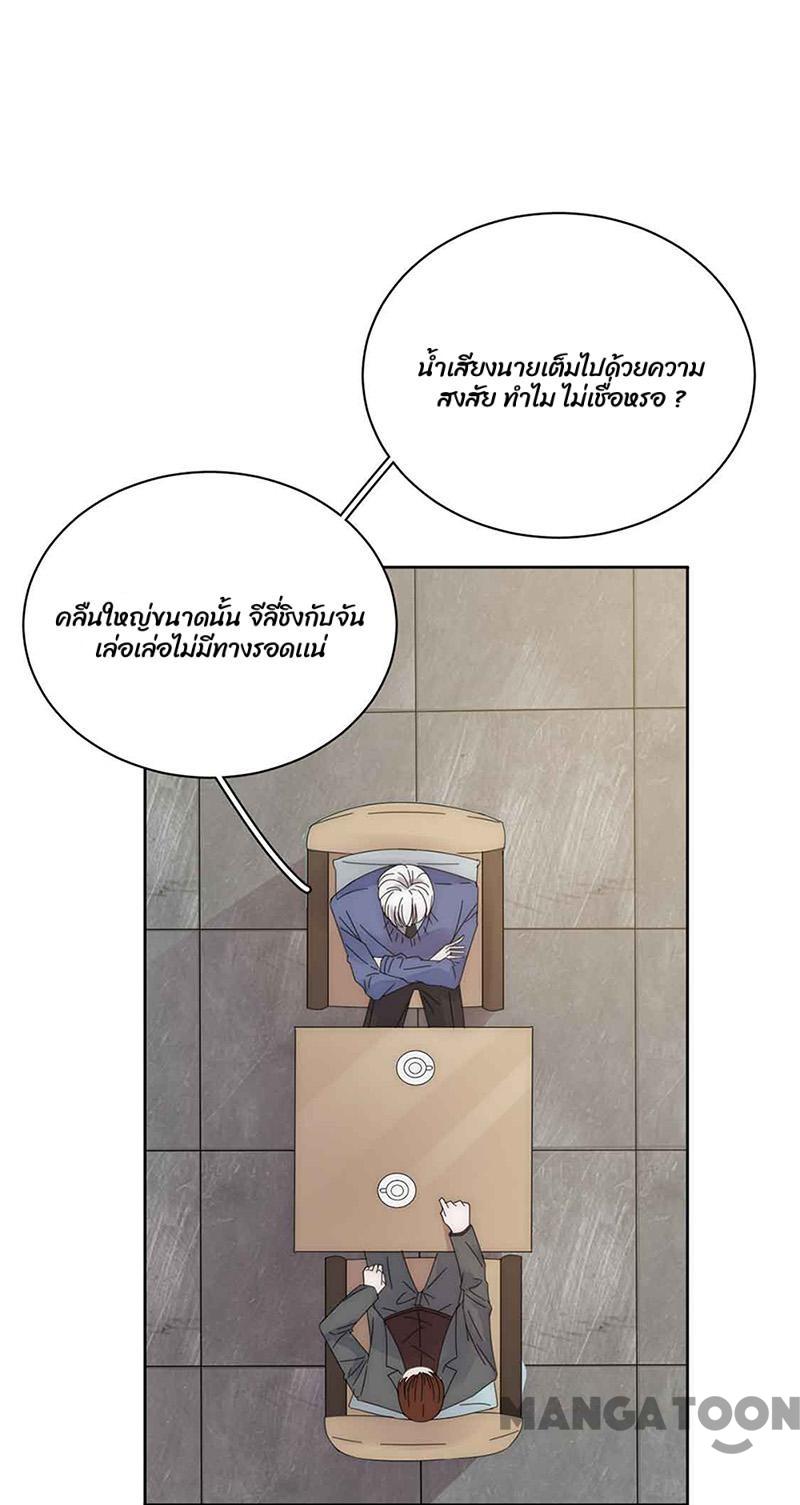 น้ำเสียงนายเต็มไปด้วยความ
สงสัย ทำไม ไม่เชื่อหรอ ?
คลืนใหญ่ขนาดนั้น จีลี่ชิงกับจัน
เล่อเล่อไม่มีทางรอดแน่
MANGATOON